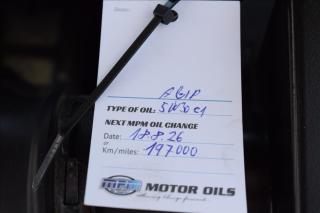 AGIP
TYPE OF OIL: 5W30 C1
NEXT MPM OIL CHANGE
Date: 18.8.26
or
Km/miles: 197000
MPM MOTOR OILS